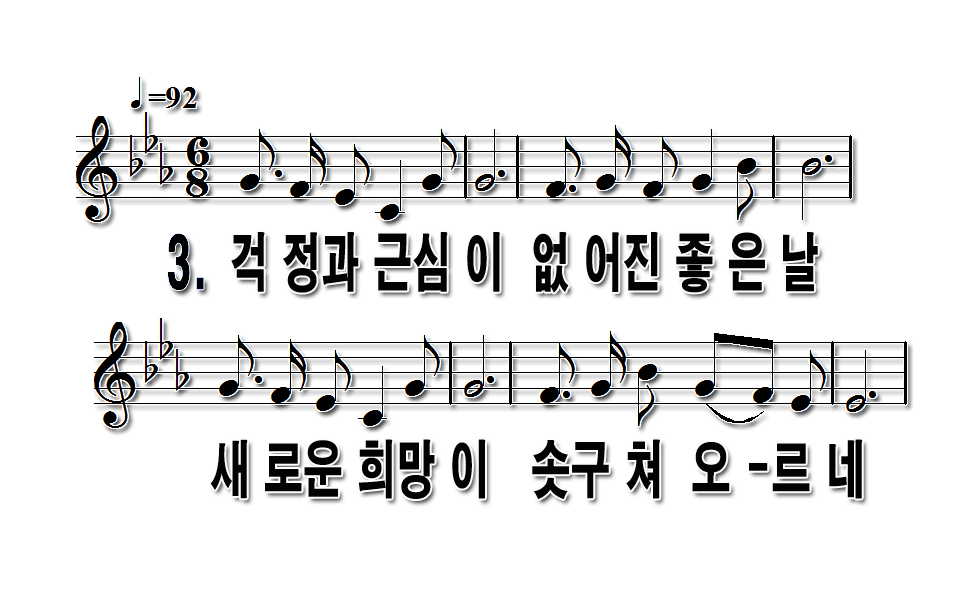 =92
6
8
3. 걱 정과 근심 이 없 어진 좋 은 날
새 로운 희망 이 솟구 쳐 오 -르 네